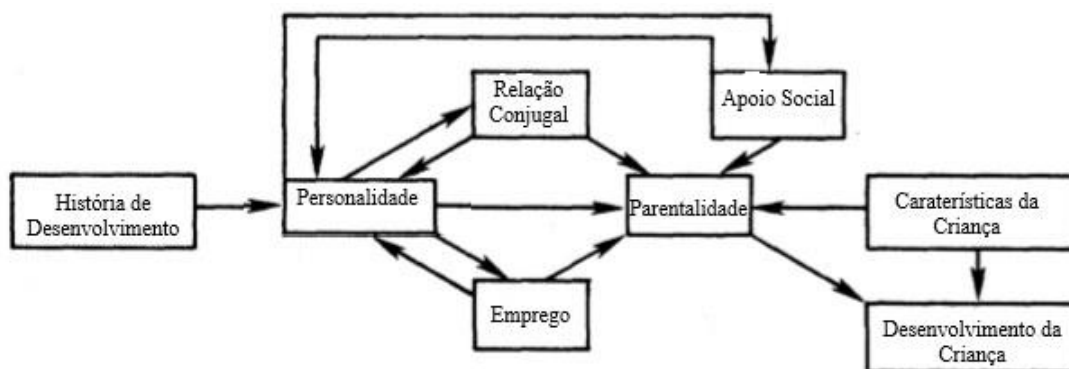 Relação
Conjugal
Apoio Social
História de
Desenvolvimento
Personalidade
Parentalidade
Caraterísticas da
Criança
Emprego
Desenvolvimento da
Criança